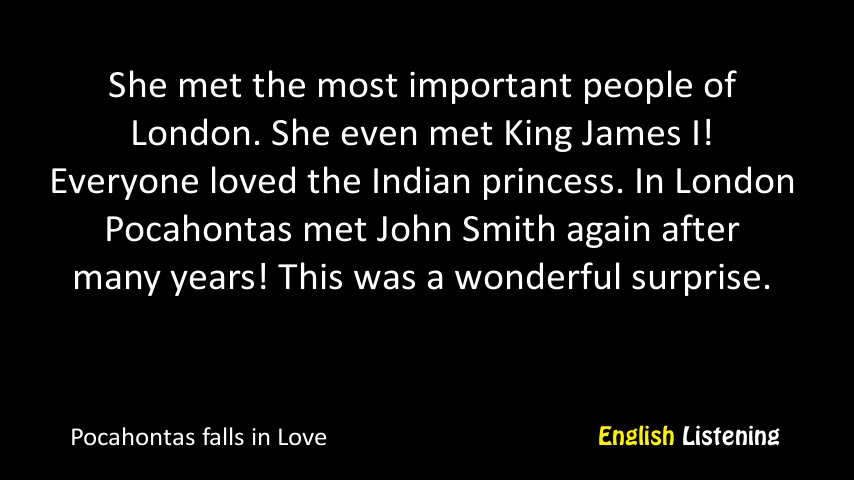 She met the most important people of
London. She even met King James I!
Everyone loved the Indian princess. In London
Pocahontas met John Smith again after
many years! This was a wonderful surprise.
Pocahontas falls in Love
English Listening